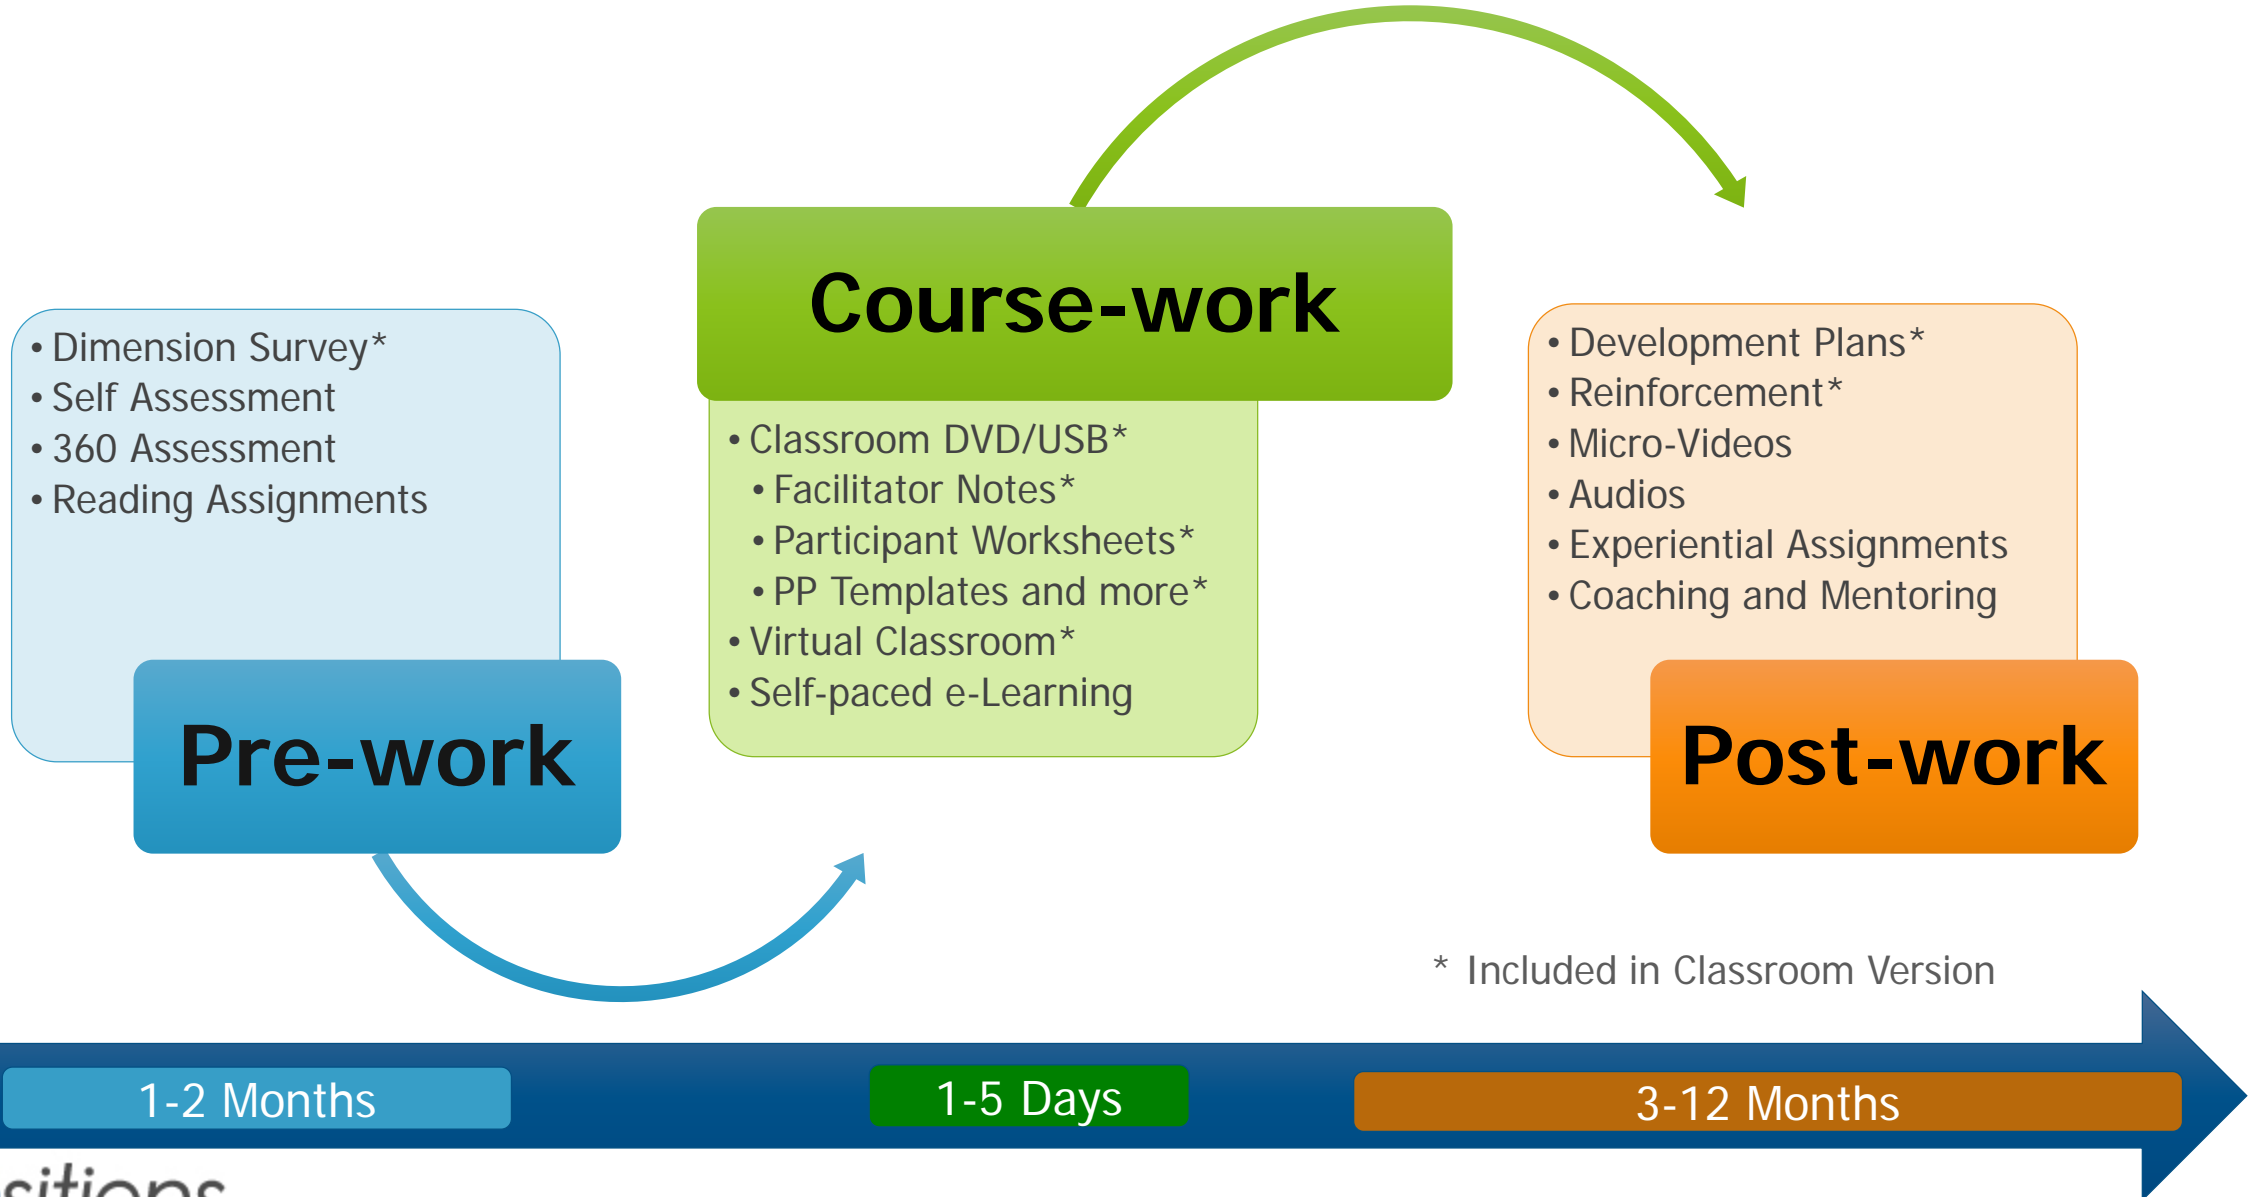 Course-work
• Dimension Survey*
• Self Assessment
• 360 Assessment
• Reading Assignments
Pre-work
• Classroom DVD/USB*
• Facilitator Notes*
• Participant Worksheets*
• PP Templates and more*
• Virtual Classroom*
• Self-paced e-Learning
• Development Plans*
• Reinforcement*
• Micro-Videos
• Audios
• Experiential Assignments
• Coaching and Mentoring
Post-work
* Included in Classroom Version
1-2 Months
1-5 Days
3-12 Months